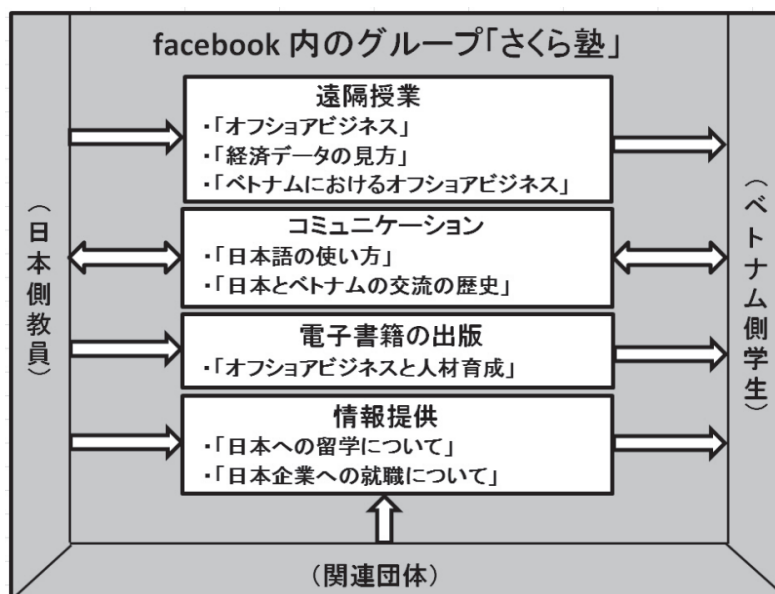 facebook 内のグループ「さくら塾」
遠隔授業
・「オフショアビジネス」
・「経済データの見方」
・「ベトナムにおけるオフショアビジネス」
コミュニケーション
・「日本語の使い方」
・「日本とベトナムの交流の歴史」
電子書籍の出版
・「オフショアビジネスと人材育成」
情報提供
・「日本への留学について」
・「日本企業への就職について」
（日本側教員）
（ベトナム側学生）
（関連団体）